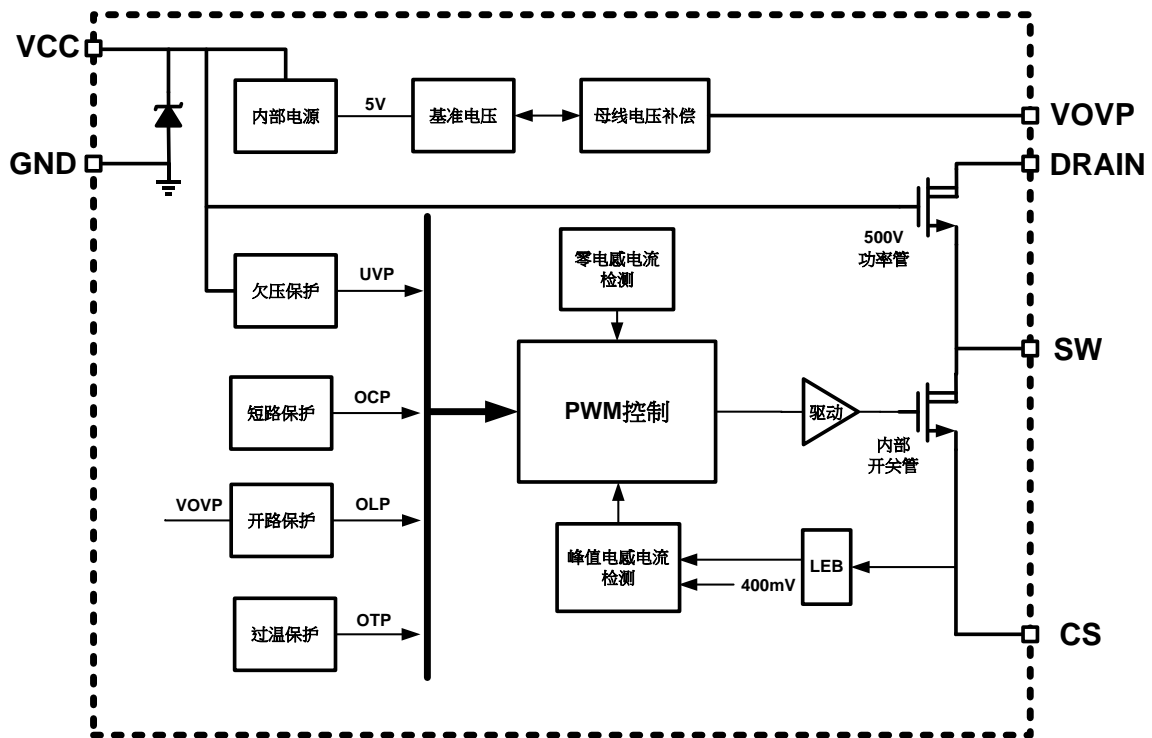 VCC
GND
内部电源
5V
基准电压
母线电压补偿
VOVP
DRAIN
500V
功率管
零电感电流
检测
欠压保护
UVP
SW
短路保护
OCP
PWM控制
驱动
内部
开关管
VOVP
开路保护
OLP
峰值电感电流
检测
400mV
LEB
过温保护
OTP
CS